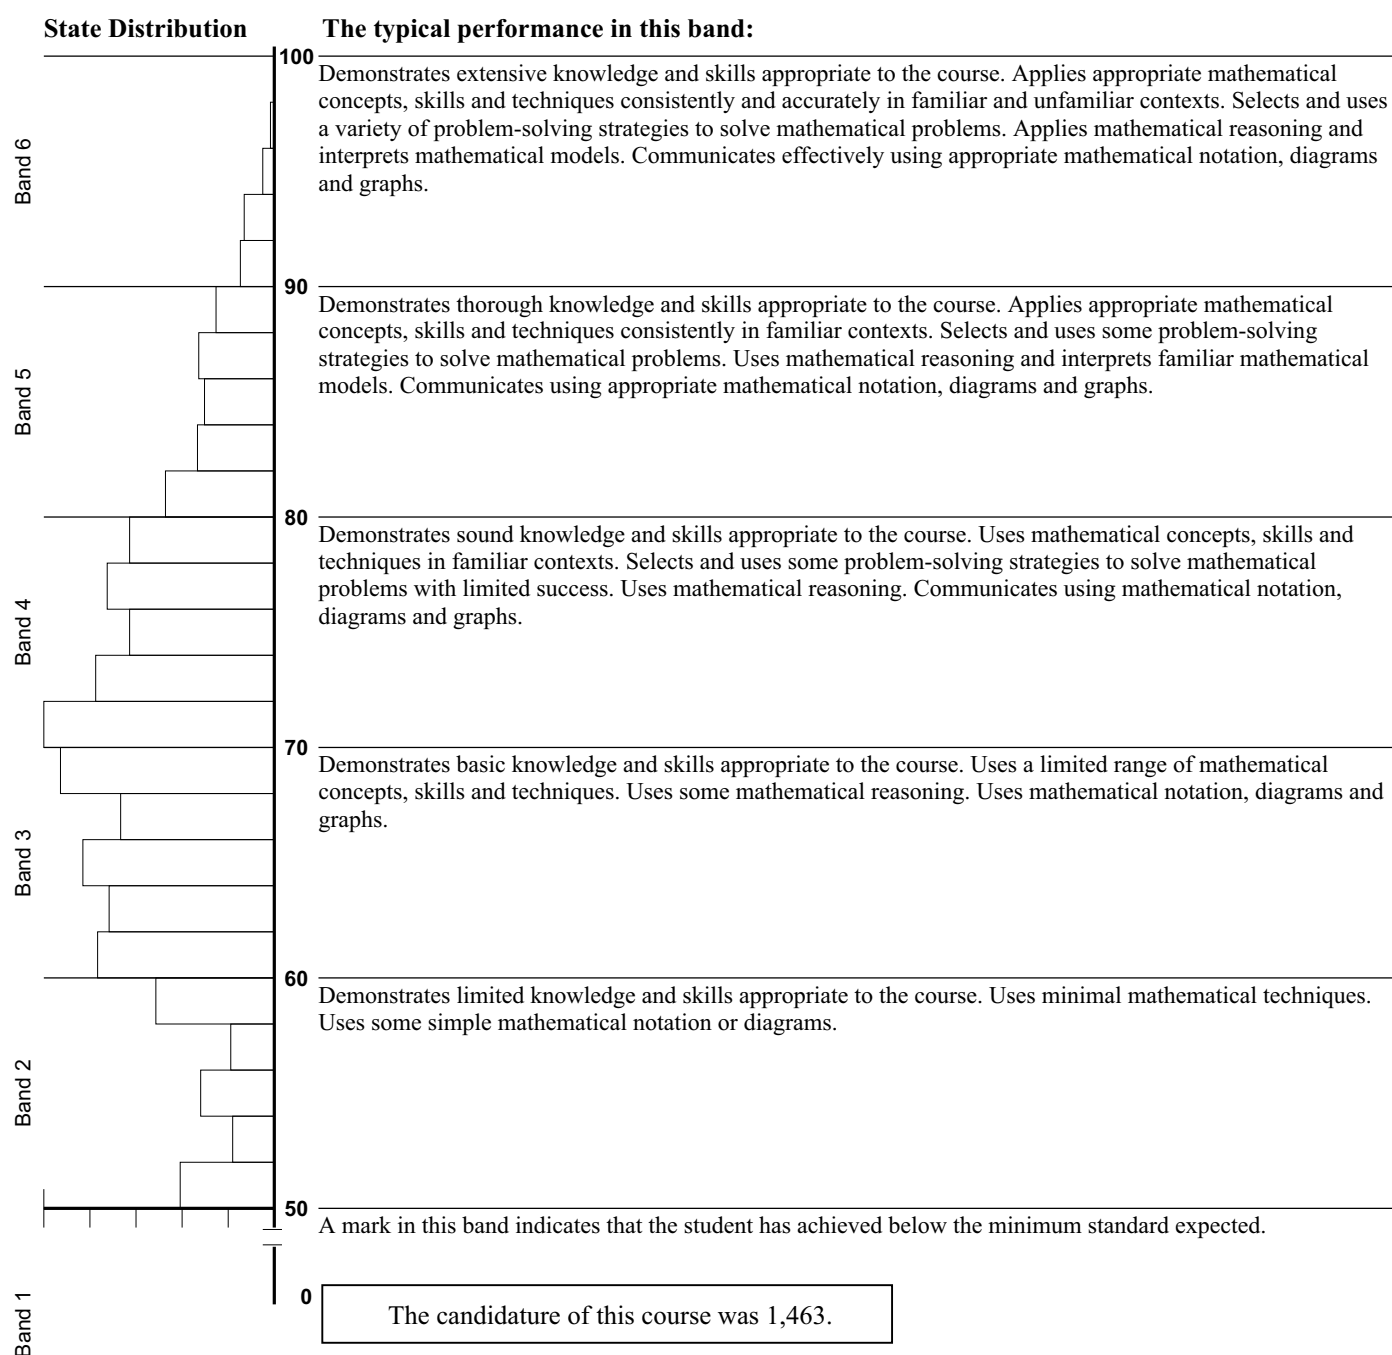 State Distribution
The typical performance in this band:
100
Demonstrates extensive knowledge and skills appropriate to the course. Applies appropriate mathematical
concepts, skills and techniques consistently and accurately in familiar and unfamiliar contexts. Selects and uses
a variety of problem-solving strategies to solve mathematical problems. Applies mathematical reasoning and
interprets mathematical models. Communicates effectively using appropriate mathematical notation, diagrams
and graphs.
Band 6
90
Demonstrates thorough knowledge and skills appropriate to the course. Applies appropriate mathematical
concepts, skills and techniques consistently in familiar contexts. Selects and uses some problem-solving
strategies to solve mathematical problems. Uses mathematical reasoning and interprets familiar mathematical
models. Communicates using appropriate mathematical notation, diagrams and graphs.
Band 5
80
Demonstrates sound knowledge and skills appropriate to the course. Uses mathematical concepts, skills and
techniques in familiar contexts. Selects and uses some problem-solving strategies to solve mathematical
problems with limited success. Uses mathematical reasoning. Communicates using mathematical notation,
diagrams and graphs.
Band 4
70
Demonstrates basic knowledge and skills appropriate to the course. Uses a limited range of mathematical
concepts, skills and techniques. Uses some mathematical reasoning. Uses mathematical notation, diagrams and
graphs.
Band 3
60
Demonstrates limited knowledge and skills appropriate to the course. Uses minimal mathematical techniques.
Uses some simple mathematical notation or diagrams.
Band 2
50
A mark in this band indicates that the student has achieved below the minimum standard expected.
0
The candidature of this course was 1,463.
Band 1